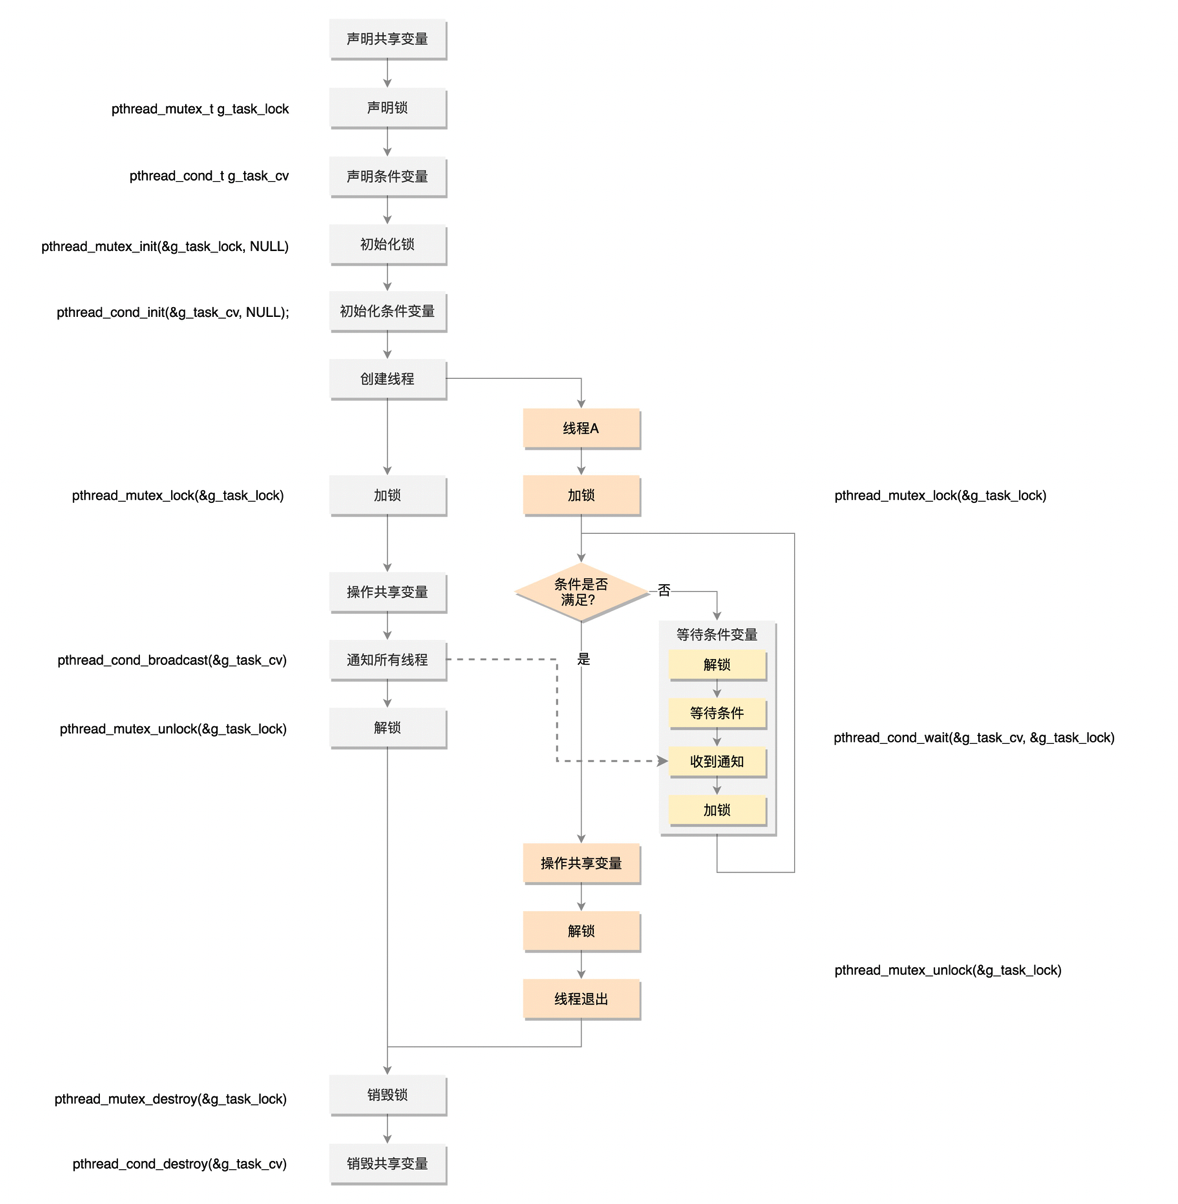 声明共享变量
pthread_mutex_t g_task_lock
声明锁
pthread_cond_t g_task_cv
声明条件变量
pthread_mutex_init(&g_task_lock, NULL)
初始化锁
pthread_cond_init(&g_task_cv, NULL);
初始化条件变量
创建线程
线程A
pthread_mutex_lock(&g_task_lock)
加锁
加锁
pthread_mutex_lock(&g_task_lock)
操作共享变量
条件是否
满足?
否
等待条件变量
pthread_cond_broadcast(&g_task_cv)
通知所有线程
是
解锁
pthread_mutex_unlock(&g_task_lock)
解锁
等待条件
pthread_cond_wait(&g_task_cv, &g_task_lock)
收到通知
加锁
操作共享变量
解锁
pthread_mutex_unlock(&g_task_lock)
线程退出
pthread_mutex_destroy(&g_task_lock)
销毁锁
pthread_cond_destroy(&g_task_cv)
销毁共享变量